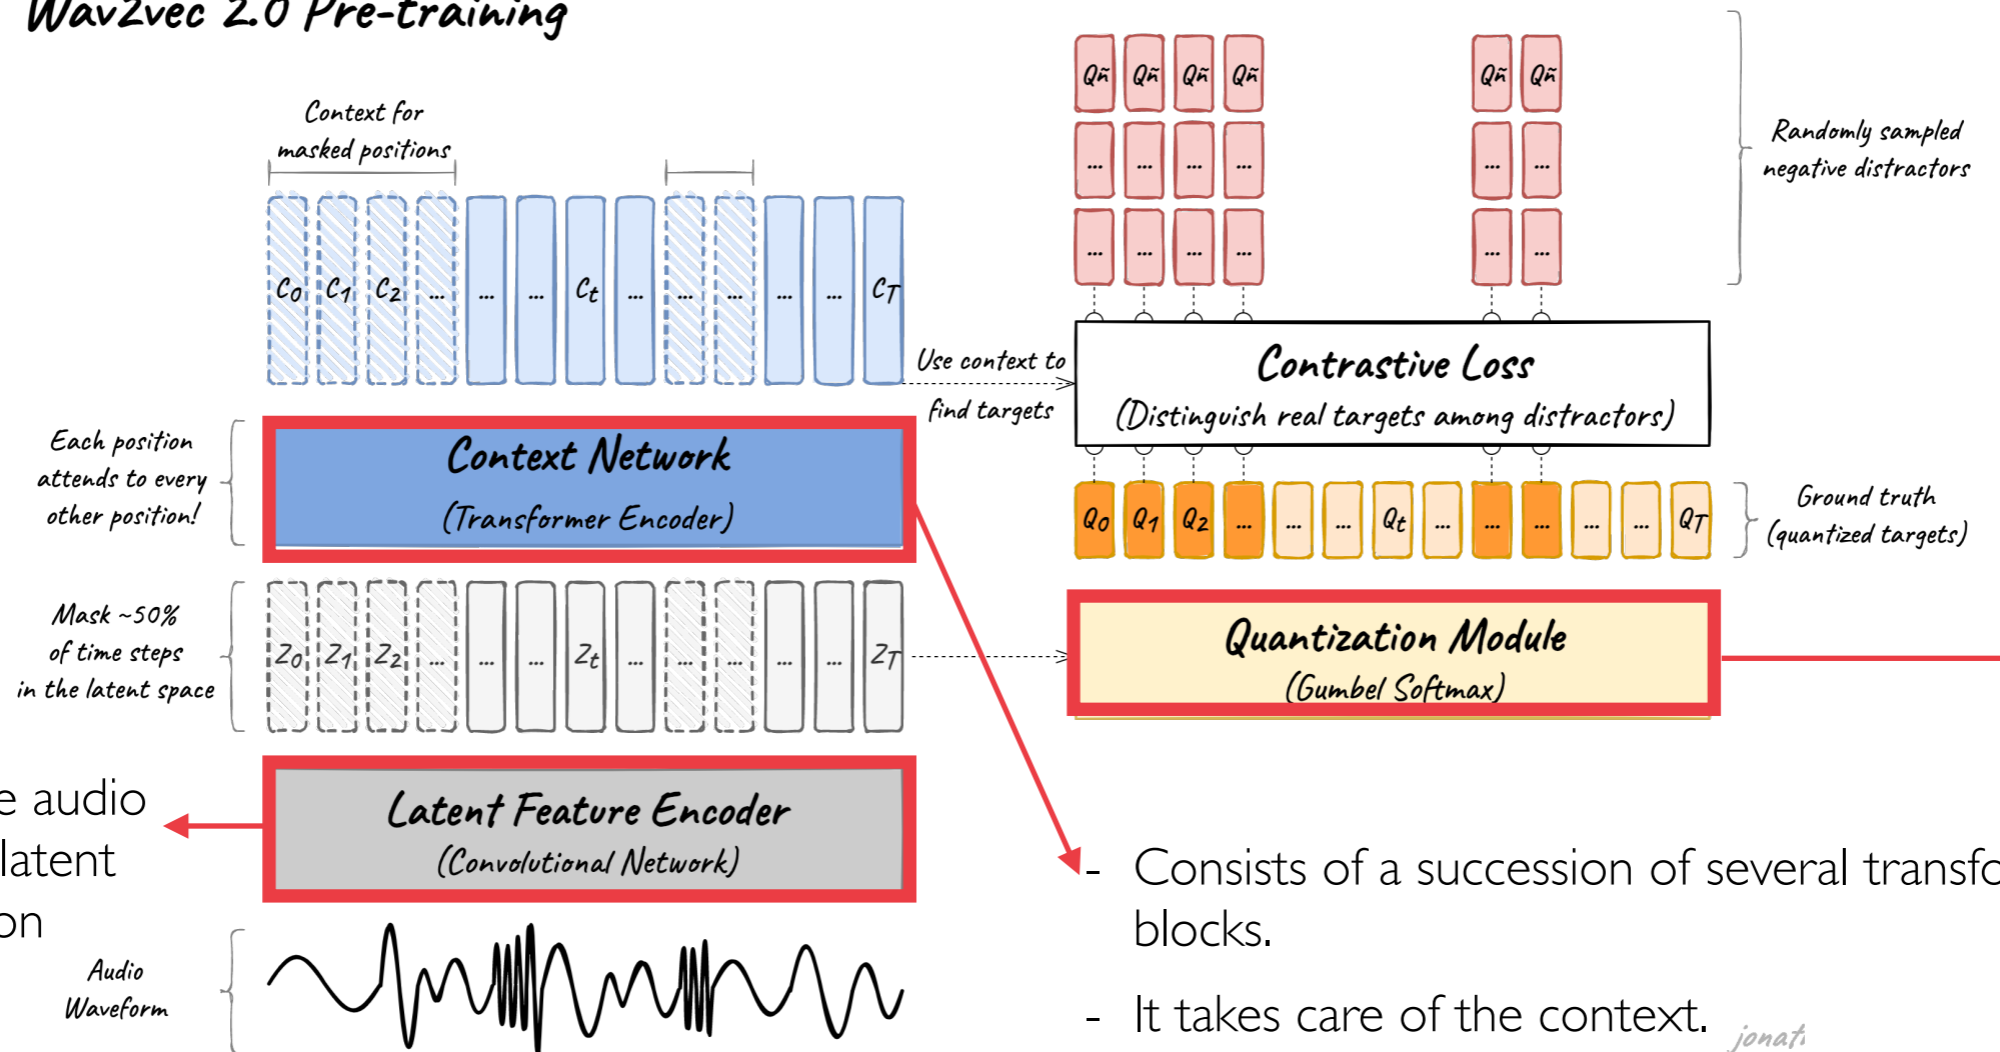 Wav2vec 2.0 Pre-training
Context for
masked positions
C0 C1 C2 ... ... ... Ct ... ... ... ... ... CT
Each position
attends to every
other position!
Context Network
(Transformer Encoder)
Mask ~50%
of time steps
in the latent space
Z0 Z1 Z2 ... ... ... Zt ... ... ... ... ... ZT
Latent Feature Encoder
(Convolutional Network)
audio
latent
Audio
Waveform
Use context to
find targets
Qñ Qñ Qñ Qñ Qñ Qñ
... ... ... ... ... ...
... ... ... ... ... ...
Randomly sampled
negative distractors
Contrastive Loss
(Distinguish real targets among distractors)
Q0 Q1 Q2 ... ... ... Qt ... ... ... ... ... QT
Ground truth
(quantized targets)
Quantization Module
(Gumbel Softmax)
- Consists of a succession of several
blocks.
- It takes care of the context.